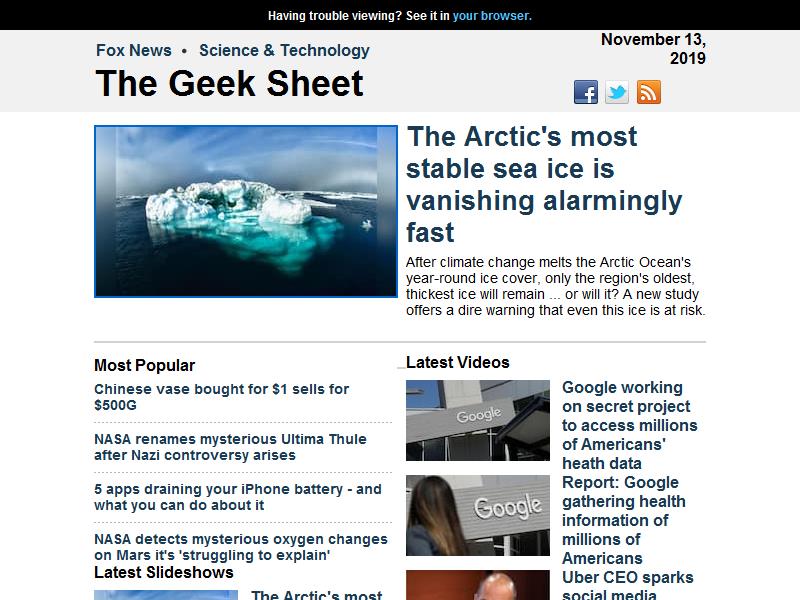 Having trouble viewing? See it in your browser.
Fox News • Science & Technology
The Geek Sheet
November 13,
2019
The Arctic's most
stable sea ice is
vanishing alarmingly
fast
After climate change melts the Arctic Ocean's
year-round ice cover, only the region's oldest,
thickest ice will remain ... or will it? A new study
offers a dire warning that even this ice is at risk.
Most Popular
Chinese vase bought for $1 sells for
$500G
NASA renames mysterious Ultima Thule
after Nazi controversy arises
5 apps draining your iPhone battery - and
what you can do about it
NASA detects mysterious oxygen changes
on Mars it's 'struggling to explain'
Latest Slideshows
The Arctic's most
Latest Videos
Google
Google working
on secret project
to access millions
of Americans'
heath data
Google
Report: Google
gathering health
information of
millions of
Americans
Uber CEO sparks
social media